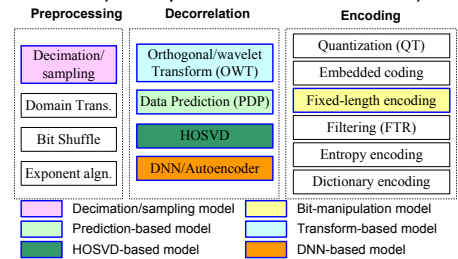 Preprocessing
Decorrelation
Encoding
Decimation/
sampling
Domain Trans.
Bit Shuffle
Exponent algn.
Orthogonal/wavelet
Transform (OWT)
Data Prediction (PDP)
HOSVD
DNN/Autoencoder
Quantization (QT)
Embedded coding
Fixed-length encoding
Filtering (FTR)
Entropy encoding
Dictionary encoding
Decimation/sampling model
Bit-manipulation model
Prediction-based model
Transform-based model
HOSVD-based model
DNN-based model